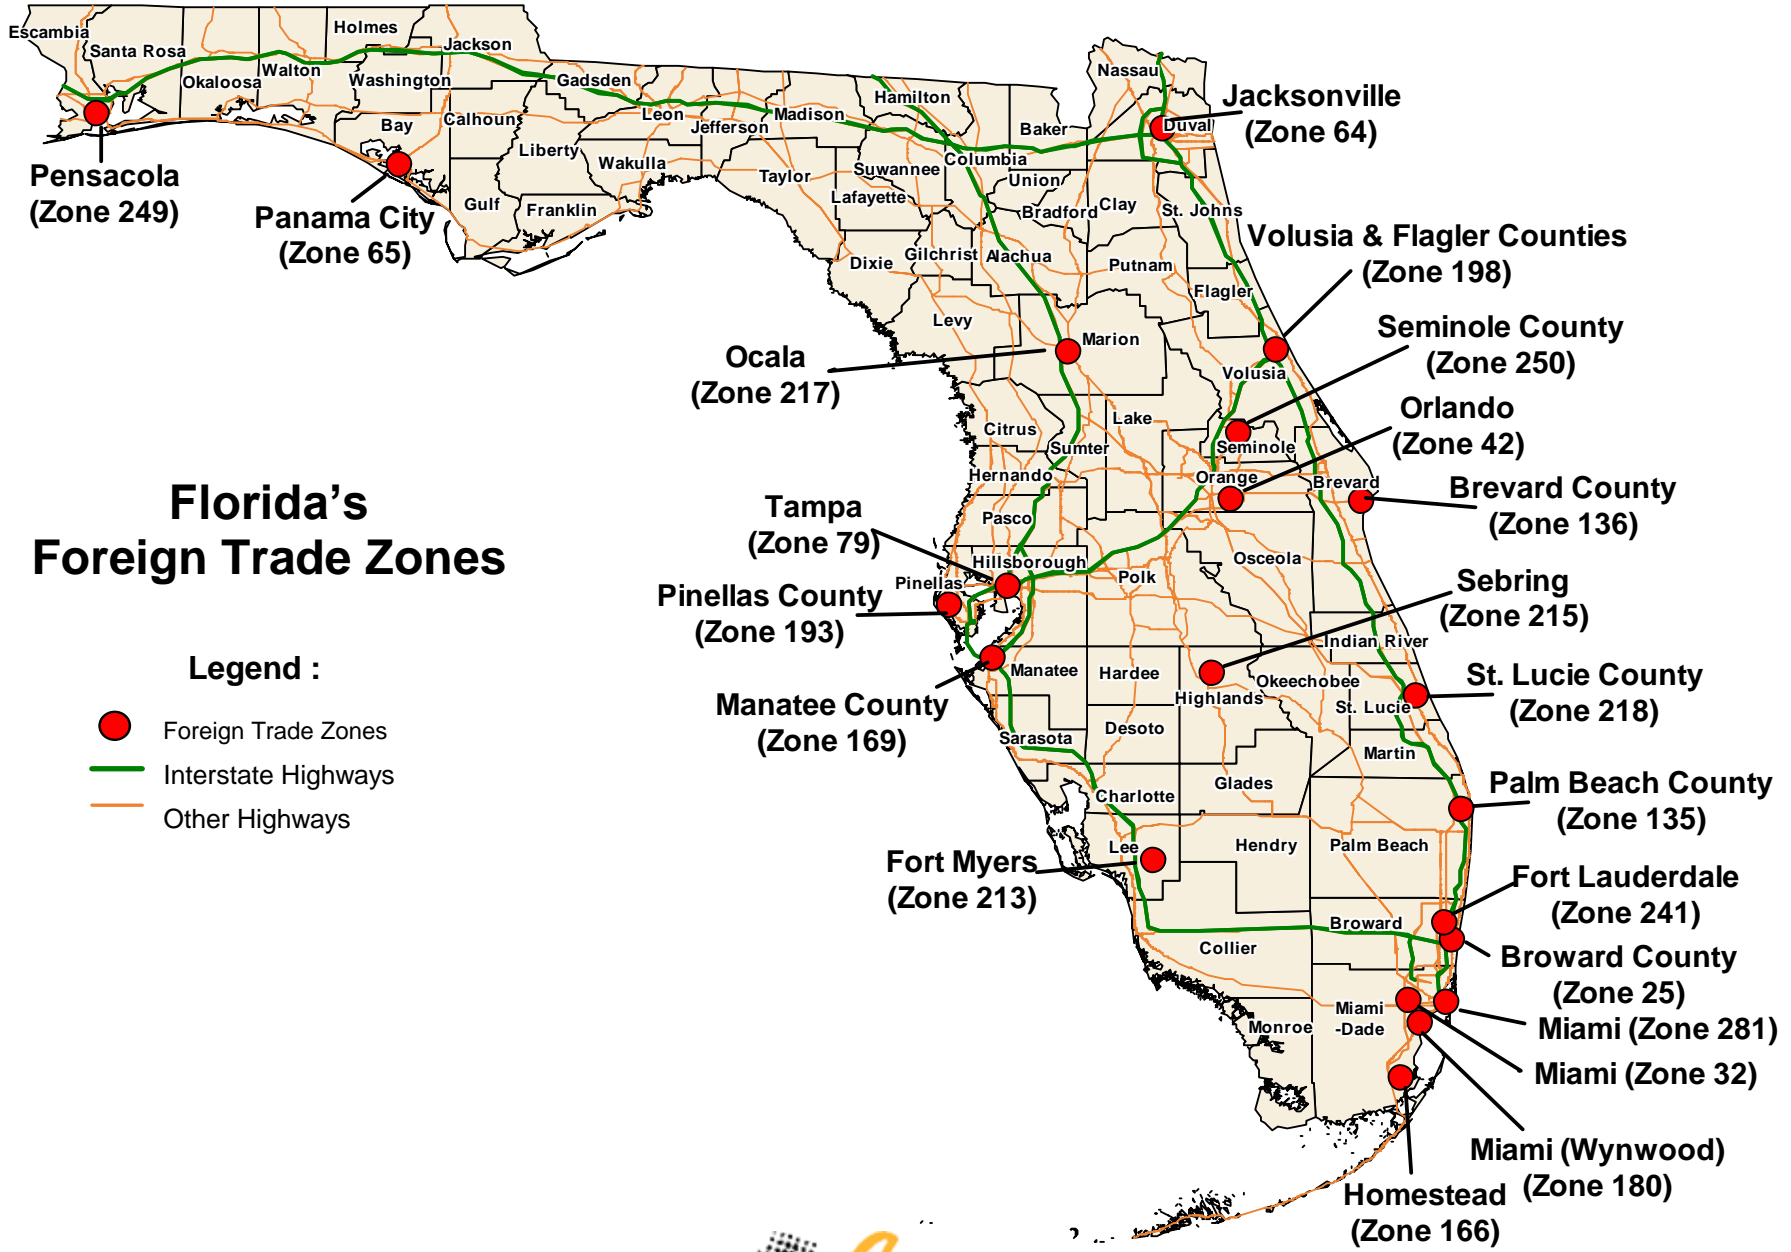 Florida's
Foreign Trade Zones
Legend :
Foreign Trade Zones
Interstate Highways
Other Highways
Pensacola
(Zone 249)
Panama City
(Zone 65)
Jacksonville
(Zone 64)
Volusia & Flagler Counties
(Zone 198)
Seminole County
(Zone 250)
Orlando
(Zone 42)
Brevard County
(Zone 136)
Sebring
(Zone 215)
St. Lucie County
(Zone 218)
Palm Beach County
(Zone 135)
Fort Lauderdale
(Zone 241)
Broward County
(Zone 25)
Miami (Zone 281)
Miami (Zone 32)
Miami (Wynwood)
(Zone 180)
Homestead
(Zone 166)
Ocala
(Zone 217)
Tampa
(Zone 79)
Pinellas County
(Zone 193)
Manatee County
(Zone 169)
Fort Myers
(Zone 213)
Escambia
Santa Rosa
Okaloosa
Walton
Holmes
Washington
Jackson
Bay
Calhoun
Gulf
Liberty
Franklin
Gadsden
Leon
Wakulla
Jefferson
Madison
Taylor
Hamilton
Suwannee
Lafayette
Dixie
Columbia
Gilchrist
Levy
Baker
Union
Bradford
Alachua
Nassau
Duval
Clay
St. Johns
Putnam
Flagler
Marion
Volusia
Citrus
Sumter
Lake
Hernando
Seminole
Orange
Brevard
Pasco
Osceola
Hillsborough
Pinellas
Polk
Indian River
Manatee
Hardee
Highlands
Okeechobee
St. Lucie
Sarasota
Desoto
Martin
Charlotte
Glades
Lee
Hendry
Palm Beach
Collier
Broward
Monroe
Miami
-Dade